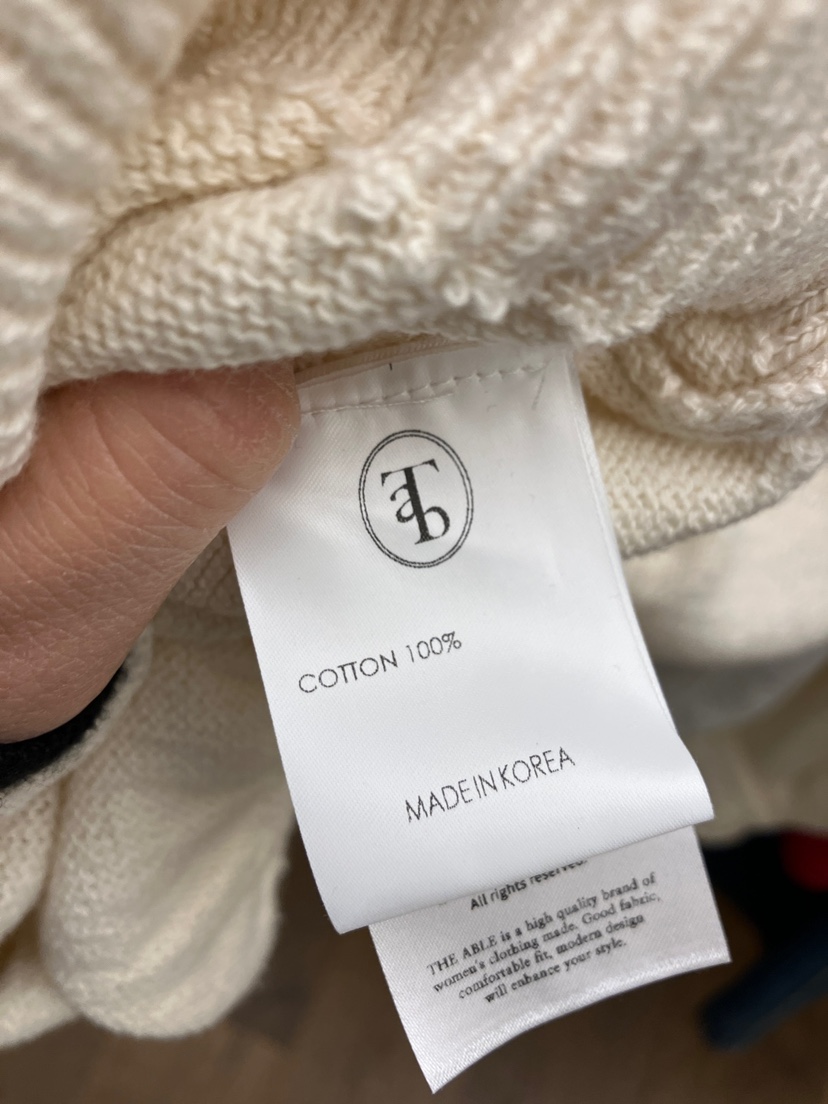 Tab
COTTON 100%
MADE IN KOREA
All rights reserved.
THE ABLE is a high quality brand of
women's clothing made. Good fabric,
comfortable fit, modern design
will enhance your style.